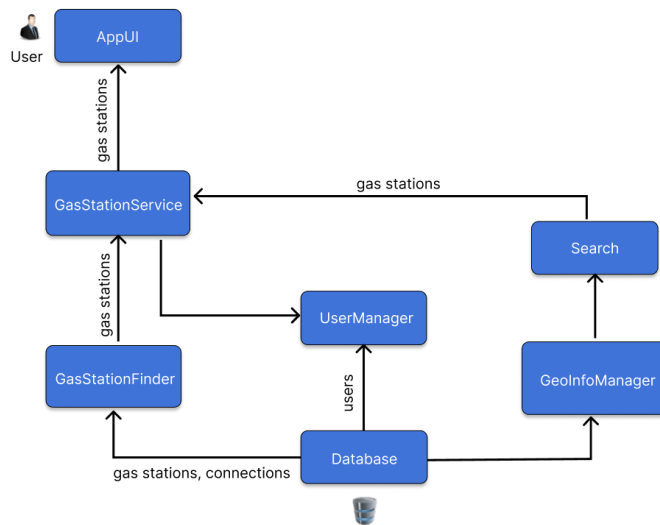 AppUI
User
gas stations
gas stations
GasStationService
Search
gas stations
UserManager
GasStationFinder
GeoInfoManager
users
Database
gas stations, connections